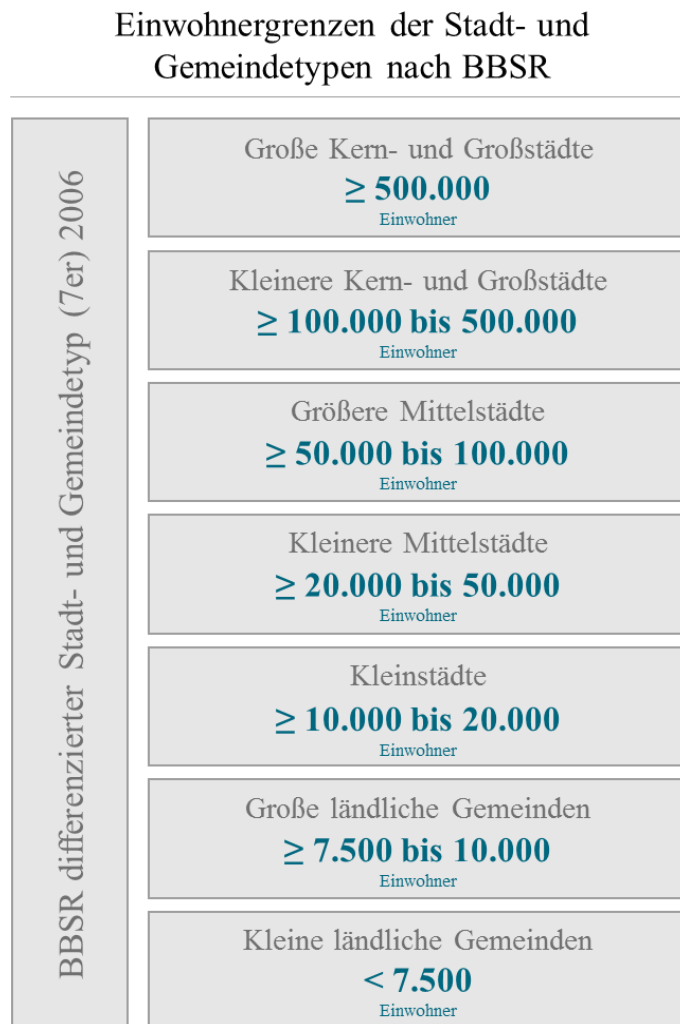 Einwohnergrenzen der Stadt- und
Gemeindetypen nach BBSR
BBSR differenzierter Stadt- und Gemeindetyp (7er) 2006
Große Kern- und Großstädte
≥ 500.000
Einwohner
Kleinere Kern- und Großstädte
≥ 100.000 bis 500.000
Einwohner
Größere Mittelstädte
≥ 50.000 bis 100.000
Einwohner
Kleinere Mittelstädte
≥ 20.000 bis 50.000
Einwohner
Kleinstädte
≥ 10.000 bis 20.000
Einwohner
Große ländliche Gemeinden
≥ 7.500 bis 10.000
Einwohner
Kleine ländliche Gemeinden
< 7.500
Einwohner